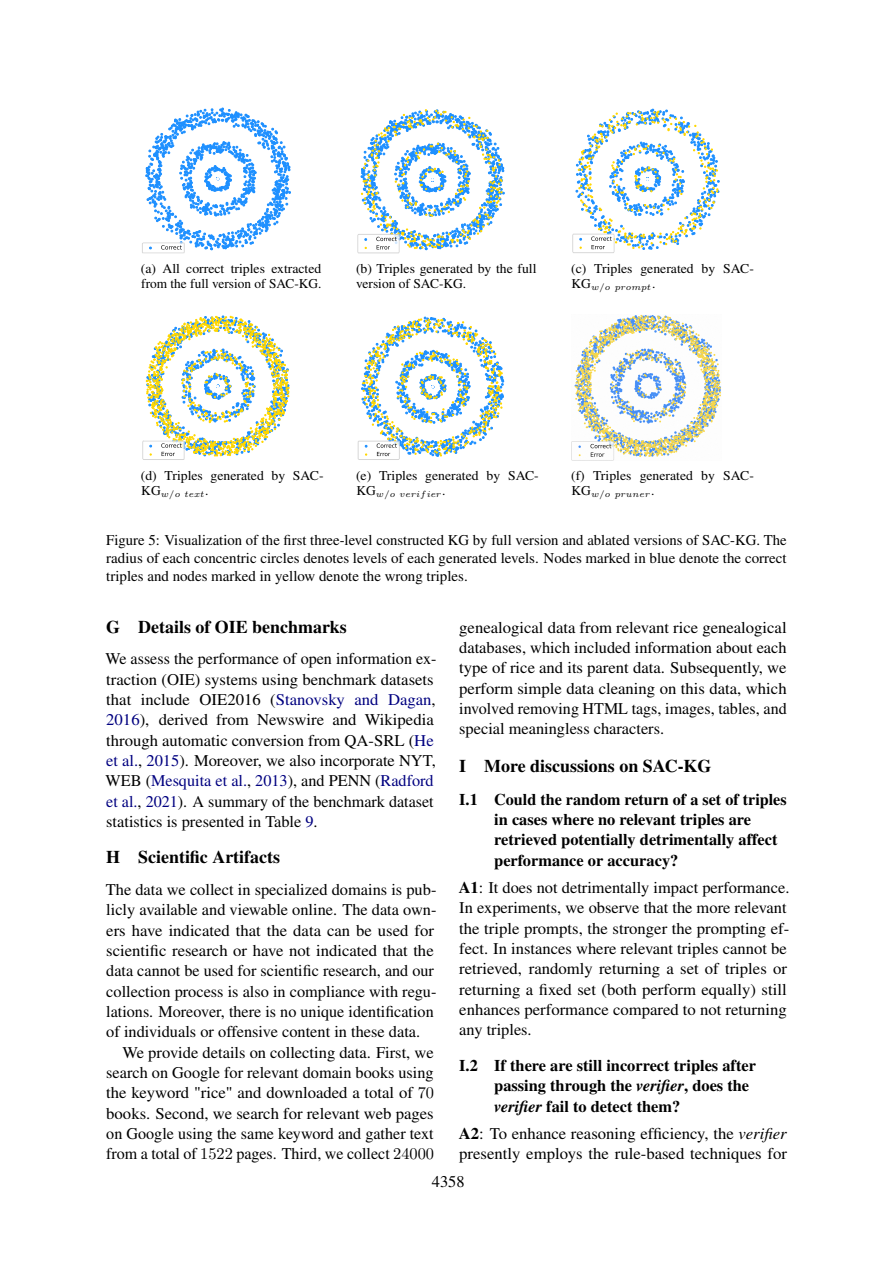 Correct
(a) All correct triples extracted
from the full version of SAC-KG.
Correct
Error
(b) Triples generated by the full
version of SAC-KG.
Correct
Error
(c) Triples generated by SAC-
KGw/o prompt.
Correct
Error
(d) Triples generated by SAC-
KGw/o text.
Correct
Error
(e) Triples generated by SAC-
KGw/o verifier.
Correct
Error
(f) Triples generated by SAC-
KGw/o pruner.
Figure 5: Visualization of the first three-level constructed KG by full version and ablated versions of SAC-KG. The
radius of each concentric circles denotes levels of each generated levels. Nodes marked in blue denote the correct
triples and nodes marked in yellow denote the wrong triples.
G Details of OIE benchmarks
We assess the performance of open information ex-
traction (OIE) systems using benchmark datasets
that include OIE2016 (Stanovsky and Dagan,
2016), derived from Newswire and Wikipedia
through automatic conversion from QA-SRL (He
et al., 2015). Moreover, we also incorporate NYT,
WEB (Mesquita et al., 2013), and PENN (Radford
et al., 2021). A summary of the benchmark dataset
statistics is presented in Table 9.
H Scientific Artifacts
The data we collect in specialized domains is pub-
licly available and viewable online. The data own-
ers have indicated that the data can be used for
scientific research or have not indicated that the
data cannot be used for scientific research, and our
collection process is also in compliance with regu-
lations. Moreover, there is no unique identification
of individuals or offensive content in these data.
We provide details on collecting data. First, we
search on Google for relevant domain books using
the keyword "rice" and downloaded a total of 70
books. Second, we search for relevant web pages
on Google using the same keyword and gather text
from a total of 1522 pages. Third, we collect 24000
genealogical data from relevant rice genealogical
databases, which included information about each
type of rice and its parent data. Subsequently, we
perform simple data cleaning on this data, which
involved removing HTML tags, images, tables, and
special meaningless characters.
I More discussions on SAC-KG
I.1 Could the random return of a set of triples
in cases where no relevant triples are
retrieved potentially detrimentally affect
performance or accuracy?
A1: It does not detrimentally impact performance.
In experiments, we observe that the more relevant
the triple prompts, the stronger the prompting ef-
fect. In instances where relevant triples cannot be
retrieved, randomly returning a set of triples or
returning a fixed set (both perform equally) still
enhances performance compared to not returning
any triples.
I.2 If there are still incorrect triples after
passing through the verifier, does the
verifier fail to detect them?
A2: To enhance reasoning efficiency, the verifier
presently employs the rule-based techniques for
4358